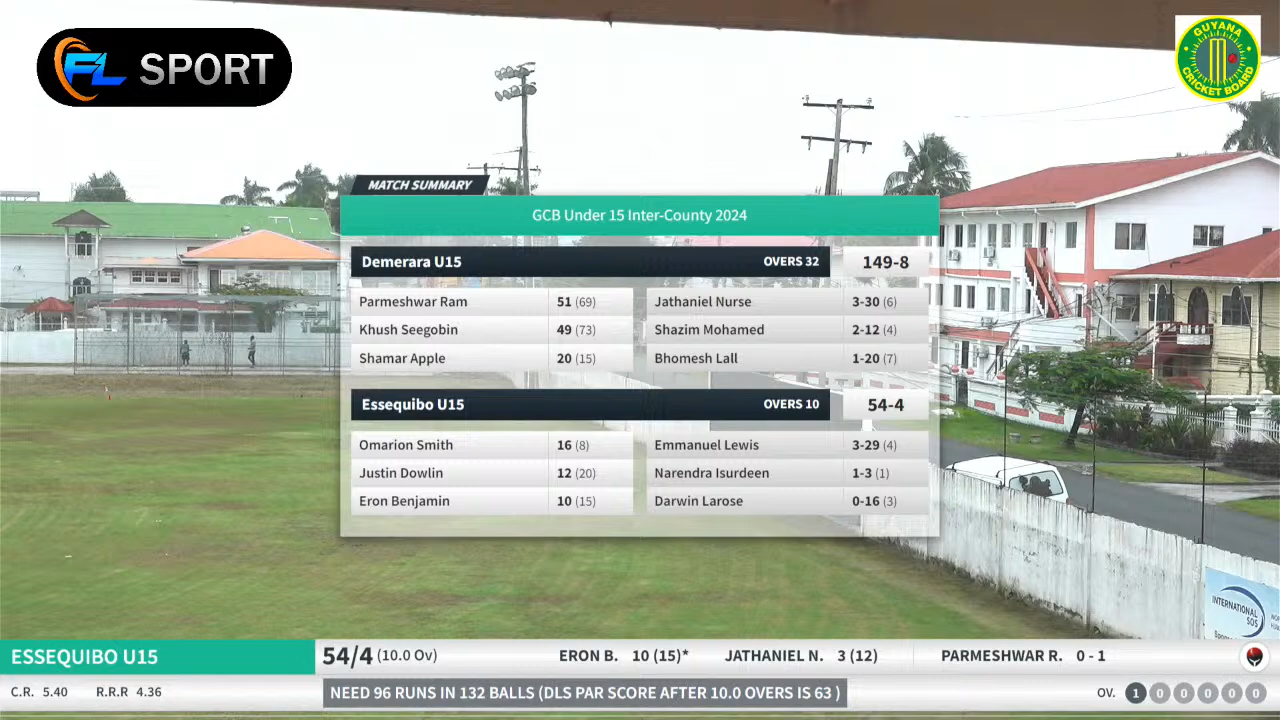 FL SPORT
GUYANA
CRICKET BOARD
MATCH SUMMARY
GCB Under 15 Inter-County 2024
Demerara U15 OVERS 32 149-8
Parmeshwar Ram 51 (69) Jathaniel Nurse 3-30 (6)
Khush Seegobin 49 (73) Shazim Mohamed 2-12 (4)
Shamar Apple 20 (15) Bhomesh Lall 1-20 (7)
Essequibo U15 OVERS 10 54-4
Omarion Smith 16 (8) Emmanuel Lewis 3-29 (4)
Justin Dowlin 12 (20) Narendra Isurdeen 1-3 (1)
Eron Benjamin 10 (15) Darwin Larose 0-16 (3)
INTERNATIONAL
SOS
ESSEQUIBO U15 54/4 (10.0 Ov) ERON B. 10 (15)* JATHANIEL N. 3 (12) PARMESHWAR R. 0 - 1
C.R. 5.40 R.R.R 4.36 NEED 96 RUNS IN 132 BALLS (DLS PAR SCORE AFTER 10.0 OVERS IS 63 ) OV. 1 0 0 0 0 0